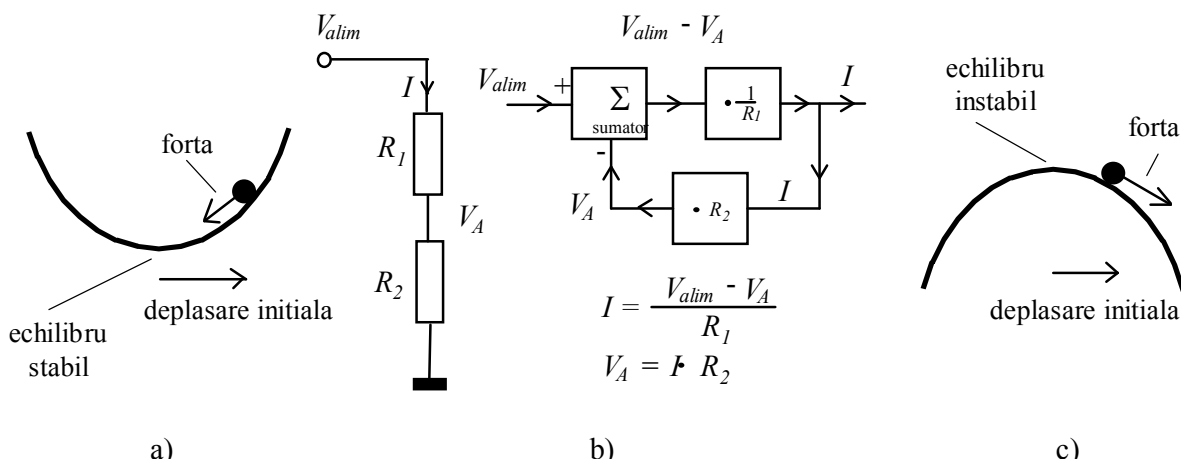 forta
deplasare initiala
echilibru
stabil
a)
V_alim
I
R_1
V_A
R_2
V_alim - V_A
V_alim
+
Σ
sumator
-
• 1/R_1
I
I
• R_2
V_A
I = (V_alim - V_A)/R_1
V_A = I • R_2
b)
echilibru
instabil
forta
deplasare initiala
c)